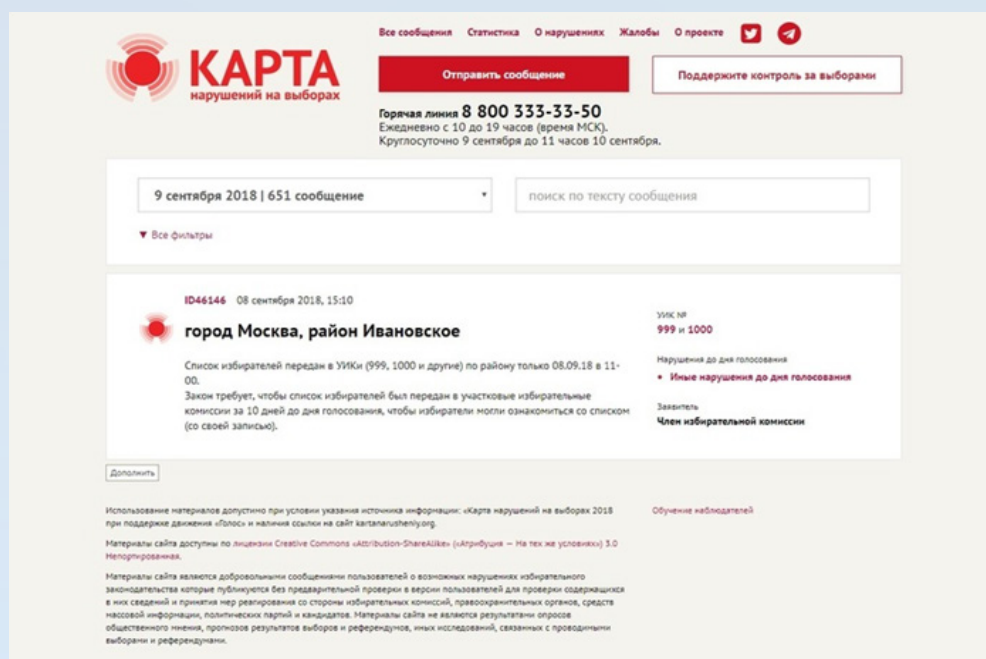 Все сообщения Статистика О нарушениях Жалобы О проекте
КАРТА
нарушений на выборах
Отправить сообщение
Поддержите контроль за выборами
Горячая линия 8 800 333-33-50
Ежедневно с 10 до 19 часов (время МСК).
Круглосуточно 9 сентября до 11 часов 10 сентября.
9 сентября 2018 | 651 сообщение
поиск по тексту сообщения
▼ Все фильтры
ID46146 08 сентября 2018, 15:10
город Москва, район Ивановское
Список избирателей передан в УИКи (999, 1000 и другие) по району только 08.09.18 в 11-
00.
Закон требует, чтобы список избирателей был передан в участковые избирательные
комиссии за 10 дней до дня голосования, чтобы избиратели могли ознакомиться со списком
(со своей записью).
УИК №
999 и 1000
Нарушения до дня голосования
• Иные нарушения до дня голосования
Заявитель
Член избирательной комиссии
Дополнить
Использование материалов допустимо при условии указания источника информации: «Карта нарушений на выборах 2018
при поддержке движения «Голос» и наличия ссылки на сайт kartanarusheniy.org.
Материалы сайта доступны по лицензии Creative Commons «Attribution-ShareAlike» («Атрибуция — На тех же условиях») 3.0
Непортированная.
Материалы сайта являются добровольными сообщениями пользователей о возможных нарушениях избирательного
законодательства которые публикуются без предварительной проверки в версии пользователей для проверки содержащихся
в них сведений и принятия мер реагирования со стороны избирательных комиссий, правоохранительных органов, средств
массовой информации, политических партий и кандидатов. Материалы сайта не являются результатами опросов
общественного мнения, прогнозов результатов выборов и референдумов, иных исследований, связанных с проводимыми
выборами и референдумами.
Обучение наблюдателей